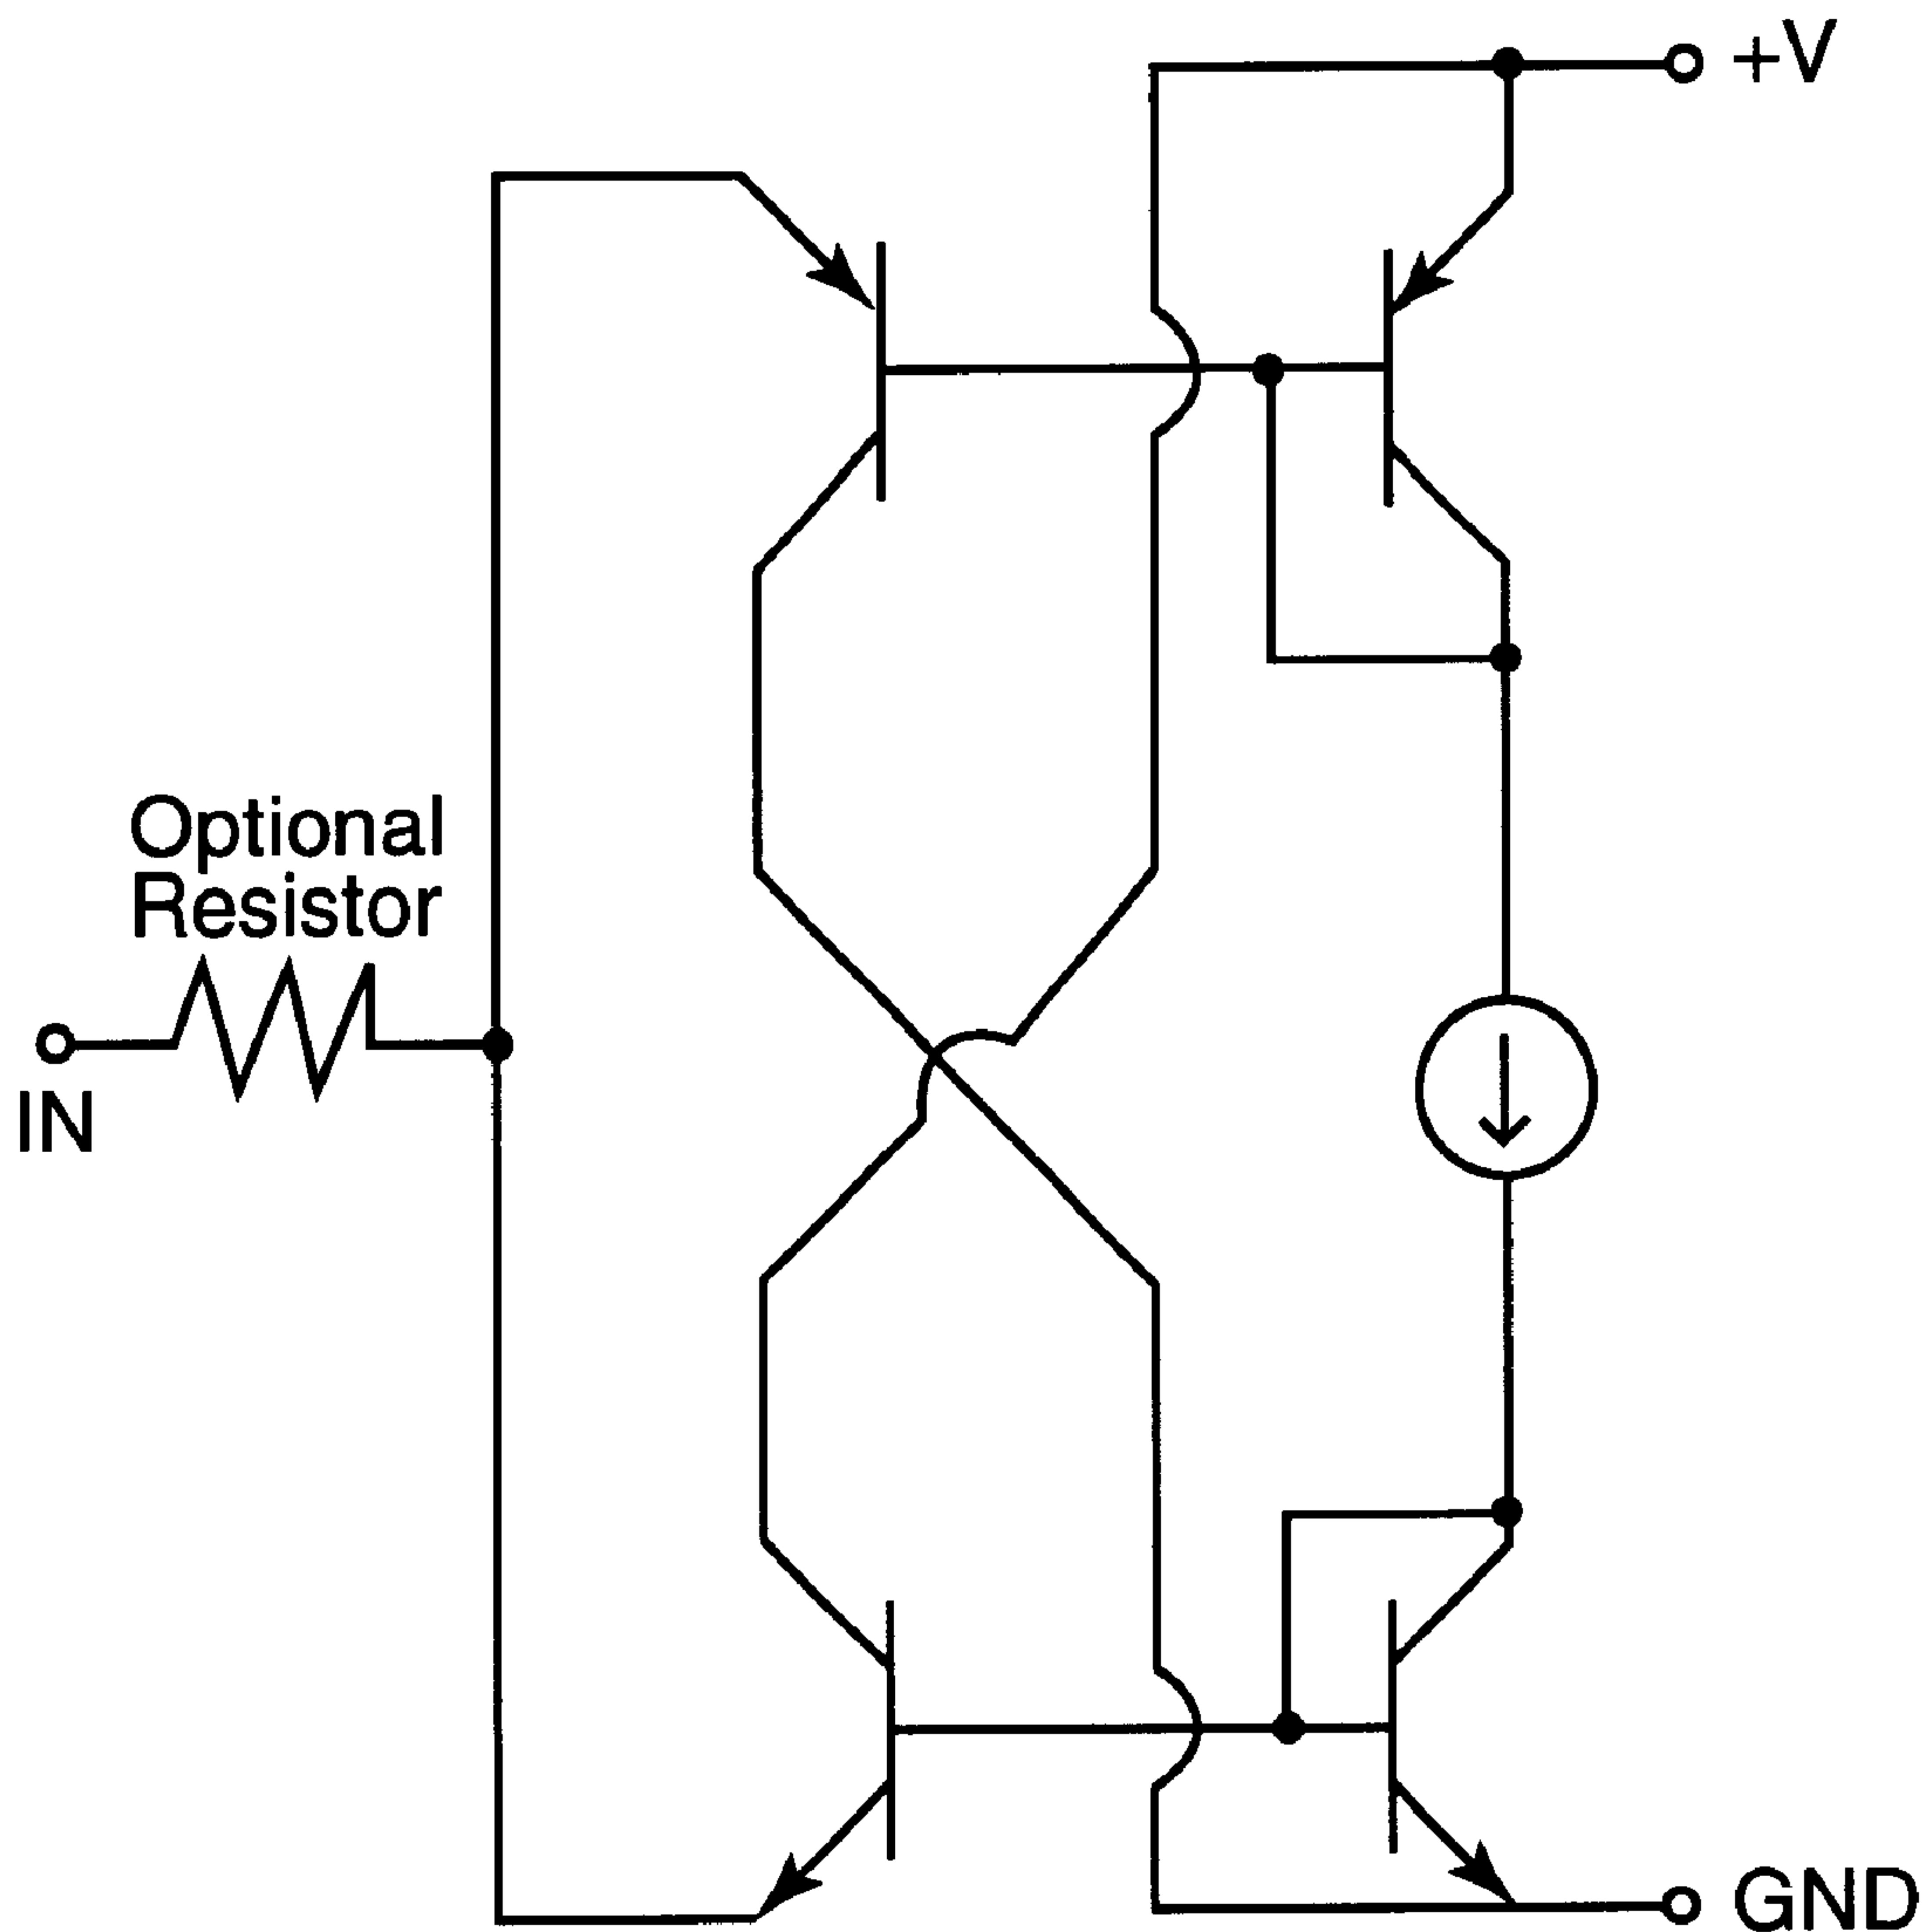 +V
Optional
Resistor
IN
GND